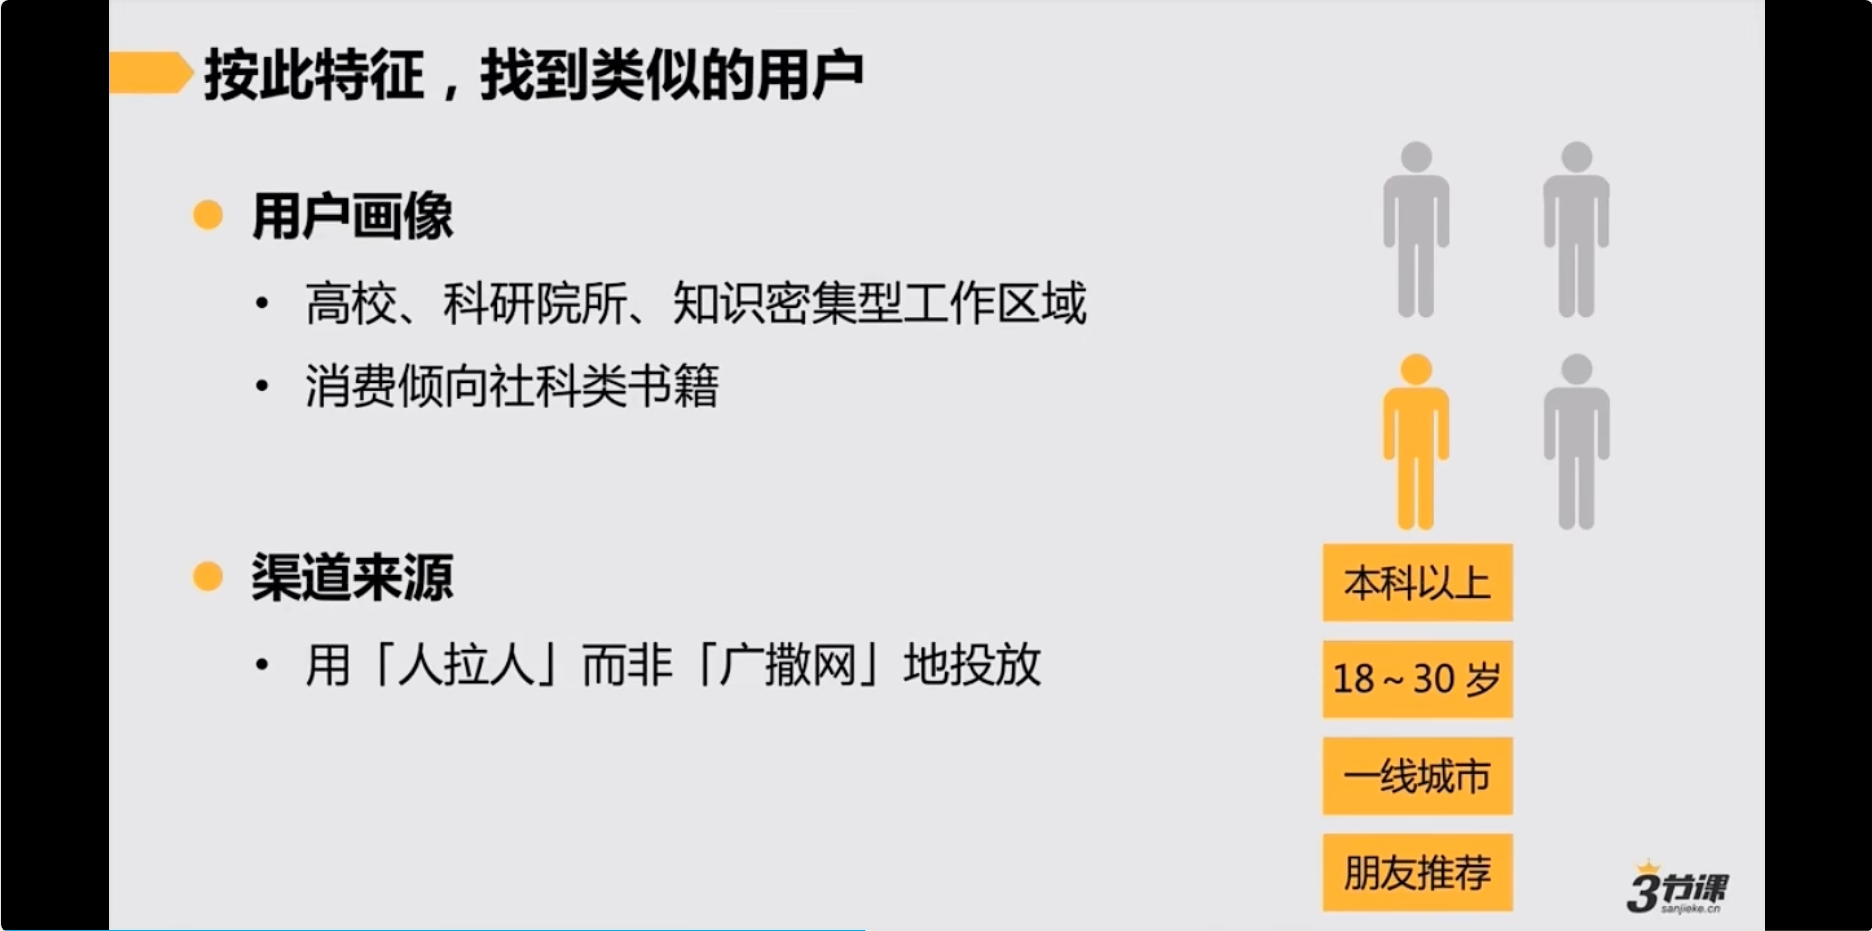 按此特征，找到类似的用户
用户画像
• 高校、科研院所、知识密集型工作区域
• 消费倾向社科类书籍
渠道来源
• 用「人拉人」而非「广撒网」地投放
本科以上
18～30 岁
一线城市
朋友推荐
3节课
sanjieke.cn